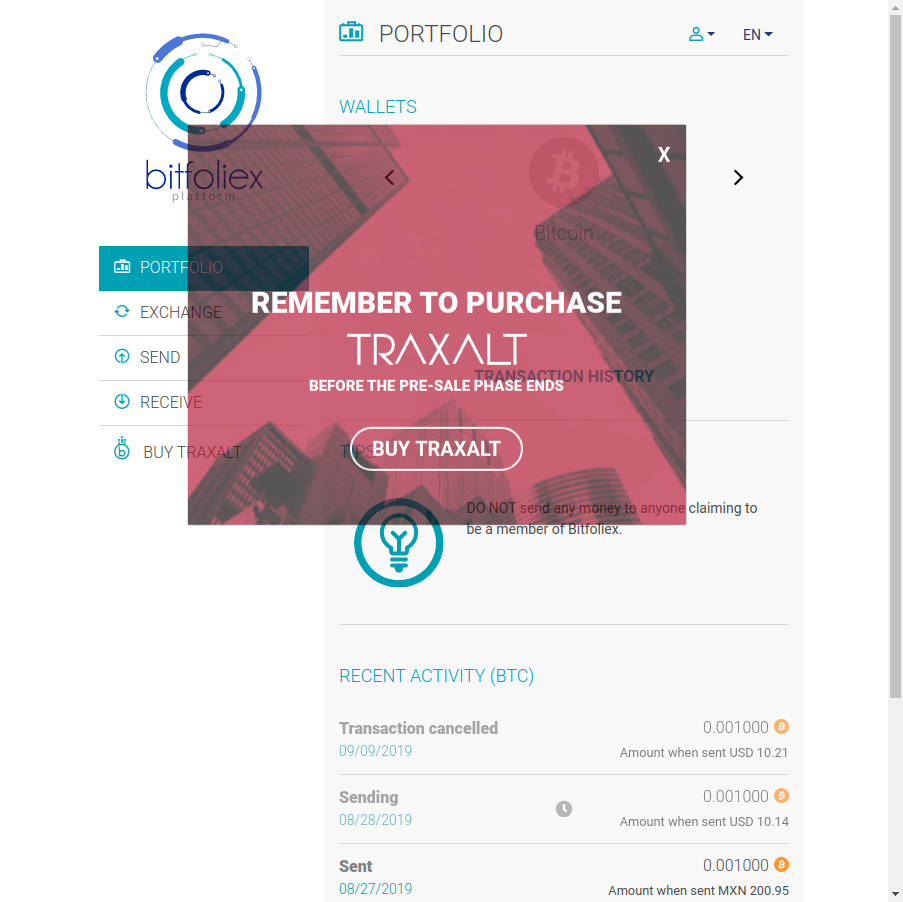 bitfoliex
platform
PORTFOLIO
EXCHANGE
SEND
RECEIVE
BUY TRAXALT
PORTFOLIO
EN
WALLETS
Bitcoin
X
REMEMBER TO PURCHASE
TRAXALT
BEFORE THE PRE-SALE PHASE ENDS
BUY TRAXALT
TRANSACTION HISTORY
TIPS
DO NOT send any money to anyone claiming to
be a member of Bitfoliex.
RECENT ACTIVITY (BTC)
Transaction cancelled 0.001000
09/09/2019 Amount when sent USD 10.21
Sending 0.001000
08/28/2019 Amount when sent USD 10.14
Sent 0.001000
08/27/2019 Amount when sent MXN 200.95